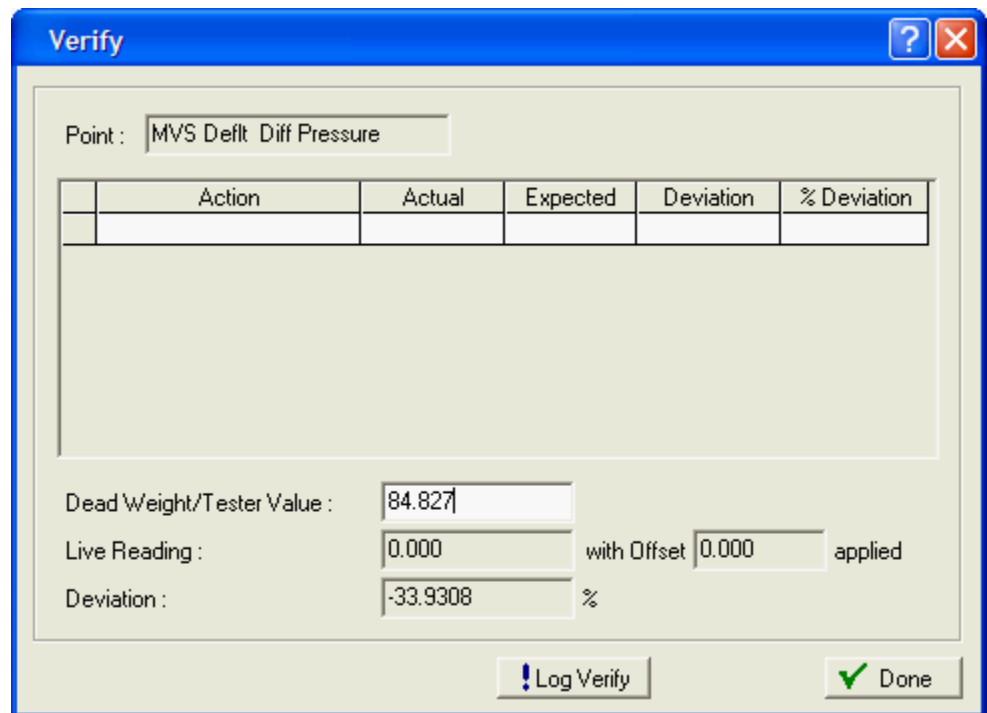 Verify
Point : MVS Deflt Diff Pressure
Action Actual Expected Deviation % Deviation
Dead Weight/Tester Value : 84.827
Live Reading : 0.000 with Offset 0.000 applied
Deviation : -33.9308 %
! Log Verify Done